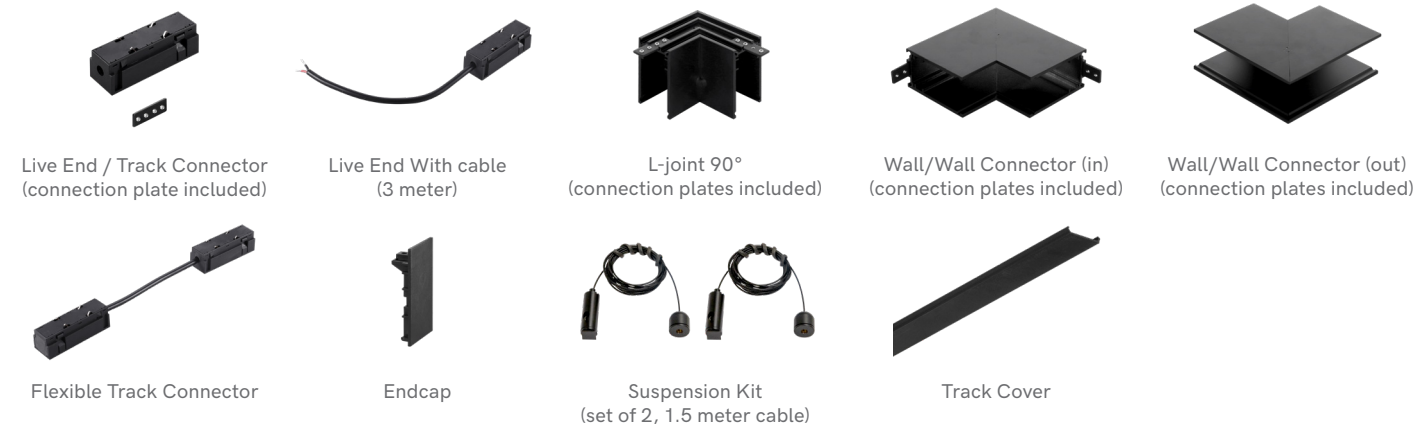 Live End / Track Connector
(connection plate included)
Live End With cable
(3 meter)
L-joint 90°
(connection plates included)
Wall/Wall Connector (in)
(connection plates included)
Wall/Wall Connector (out)
(connection plates included)
Flexible Track Connector
Endcap
Suspension Kit
(set of 2, 1.5 meter cable)
Track Cover